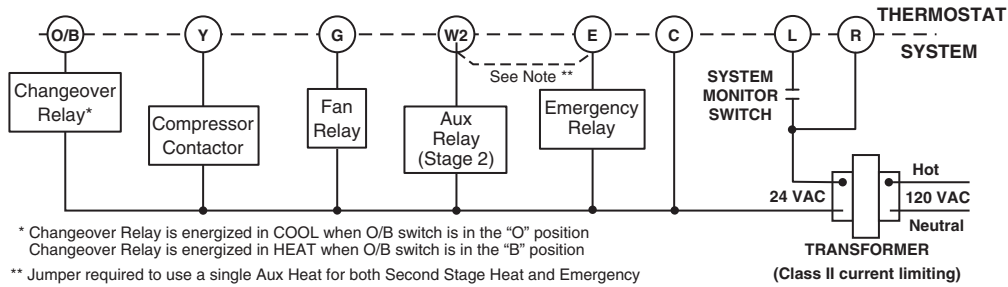 THERMOSTAT
O/B Y G W2 E C L R
SYSTEM
See Note **
Changeover
Relay*
Compressor
Contactor
Fan
Relay
Aux
Relay
(Stage 2)
Emergency
Relay
SYSTEM
MONITOR
SWITCH
Hot
24 VAC
120 VAC
Neutral
TRANSFORMER
(Class II current limiting)
* Changeover Relay is energized in COOL when O/B switch is in the “O” position
Changeover Relay is energized in HEAT when O/B switch is in the “B” position
** Jumper required to use a single Aux Heat for both Second Stage Heat and Emergency